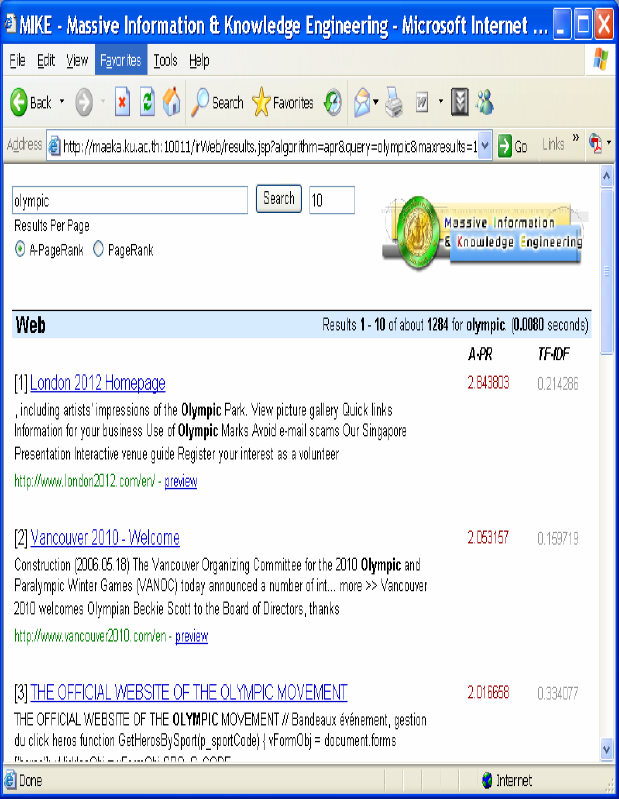 MIKE - Massive Information & Knowledge Engineering - Microsoft Internet ...
File Edit View Favorites Tools Help
Back Search Favorites
Address http://maeka.ku.ac.th:10011/irWeb/results.jsp?algorithm=apr&query=olympic&maxresults=1 Go Links »
olympic Search 10
Results Per Page
A-PageRank PageRank
Massive Information
& Knowledge Engineering
Web Results 1 - 10 of about 1284 for olympic. (0.0080 seconds)
A-PR TF-IDF
[1] London 2012 Homepage 2.843803 0.214286
, including artists' impressions of the Olympic Park. View picture gallery Quick links
Information for your business Use of Olympic Marks Avoid e-mail scams Our Singapore
Presentation Interactive venue guide Register your interest as a volunteer
http://www.london2012.com/en/ - preview
[2] Vancouver 2010 - Welcome 2.053157 0.159719
Construction (2006.05.18) The Vancouver Organizing Committee for the 2010 Olympic and
Paralympic Winter Games (VANOC) today announced a number of int... more >> Vancouver
2010 welcomes Olympian Beckie Scott to the Board of Directors, thanks
http://www.vancouver2010.com/en - preview
[3] THE OFFICIAL WEBSITE OF THE OLYMPIC MOVEMENT 2.016658 0.334077
THE OFFICIAL WEBSITE OF THE OLYMPIC MOVEMENT // Bandeaux événement, gestion
du click heros function GetHerosBySport(p_sportCode) { vFormObj = document.forms
Done Internet